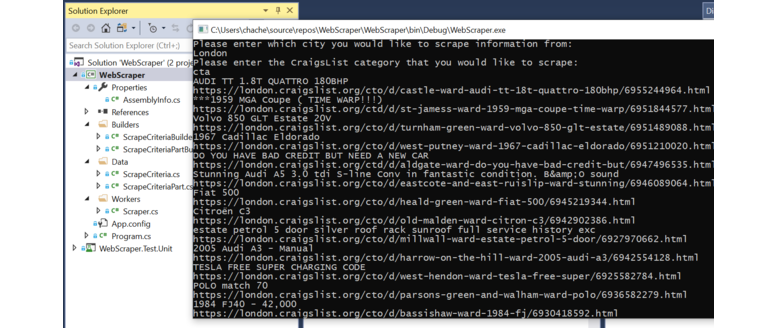 Solution Explorer
Search Solution Explorer (Ctrl+;)
Solution 'WebScraper' (2 proje
WebScraper
Properties
AssemblyInfo.cs
References
Builders
ScrapeCriteriaBuilde
ScrapeCriteriaPartBu
Data
ScrapeCriteria.cs
ScrapeCriteriaPart.cs
Workers
Scraper.cs
App.config
Program.cs
WebScraper.Test.Unit
C:\Users\chache\source\repos\WebScraper\WebScraper\bin\Debug\WebScraper.exe
Please enter which city you would like to scrape information from:
London
Please enter the CraigsList category that you would like to scrape:
cta
AUDI TT 1.8T QUATTRO 180BHP
https://london.craigslist.org/ctd/d/castle-ward-audi-tt-18t-quattro-180bhp/6955244964.html
***1959 MGA Coupe ( TIME WARP!!!)
https://london.craigslist.org/ctd/d/st-jamess-ward-1959-mga-coupe-time-warp/6951844577.html
Volvo 850 GLT Estate 20V
https://london.craigslist.org/cto/d/turnham-green-ward-volvo-850-glt-estate/6951489088.html
1967 Cadillac Eldorado
https://london.craigslist.org/cto/d/west-putney-ward-1967-cadillac-eldorado/6951210020.html
DO YOU HAVE BAD CREDIT BUT NEED A NEW CAR
https://london.craigslist.org/ctd/d/aldgate-ward-do-you-have-bad-credit-but/6947496535.html
Stunning Audi A5 3.0 tdi S-line Conv in fantastic condition, B&amp;O sound
https://london.craigslist.org/cto/d/eastcote-and-east-ruislip-ward-stunning/6946089064.html
Fiat 500
https://london.craigslist.org/cto/d/heald-green-ward-fiat-500/6945219344.html
Citroën C3
https://london.craigslist.org/cto/d/old-malden-ward-citron-c3/6942902386.html
estate petrol 5 door silver roof rack sunroof full service history exc
https://london.craigslist.org/cto/d/millwall-ward-estate-petrol-5-door/6927970662.html
2005 Audi A3 - Manual
https://london.craigslist.org/cto/d/harrow-on-the-hill-ward-2005-audi-a3/6942554128.html
TESLA FREE SUPER CHARGING CODE
https://london.craigslist.org/cto/d/west-hendon-ward-tesla-free-super/6925582784.html
POLO match 70
https://london.craigslist.org/cto/d/parsons-green-and-walham-ward-polo/6936582279.html
1984 FJ40 - 42,000
https://london.craigslist.org/cto/d/bassishaw-ward-1984-fj/6930418592.html